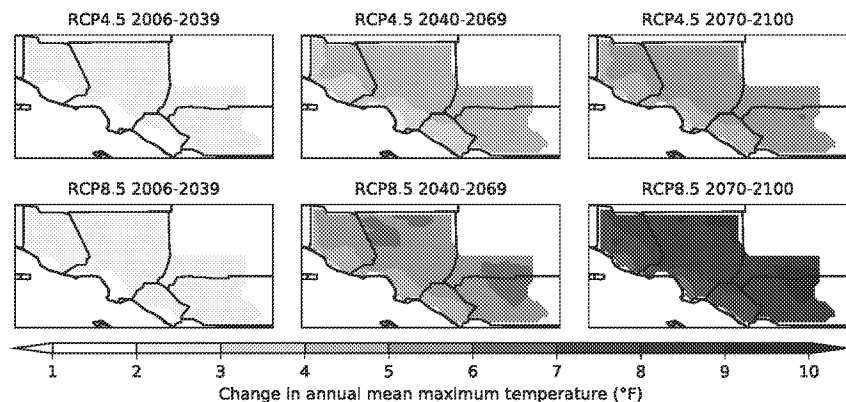 RCP4.5 2006-2039 RCP4.5 2040-2069 RCP4.5 2070-2100
RCP8.5 2006-2039 RCP8.5 2040-2069 RCP8.5 2070-2100
1 2 3 4 5 6 7 8 9 10
Change in annual mean maximum temperature (°F)